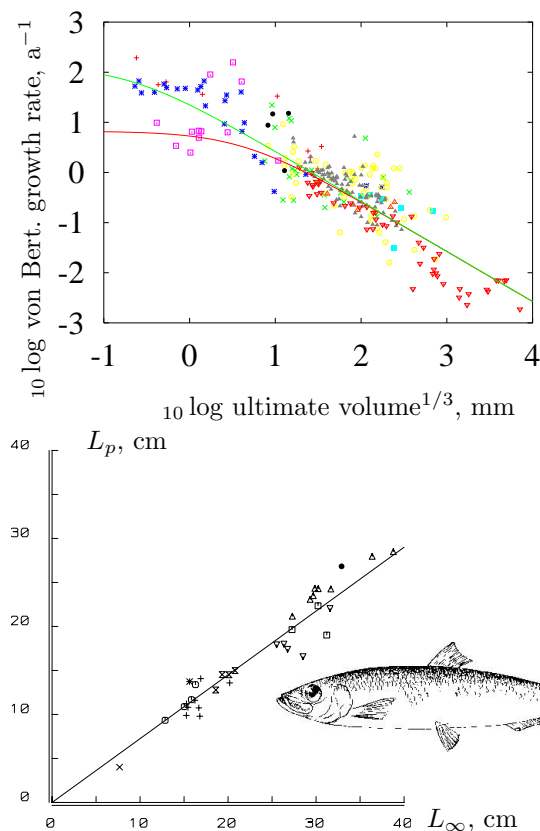 3
2
1
0
-1
-2
-3
10 log von Bert. growth rate, a⁻¹
-1 0 1 2 3 4
10 log ultimate volume^1/3, mm
L_p, cm
40
30
20
10
0
0 10 20 30 40
L_∞, cm